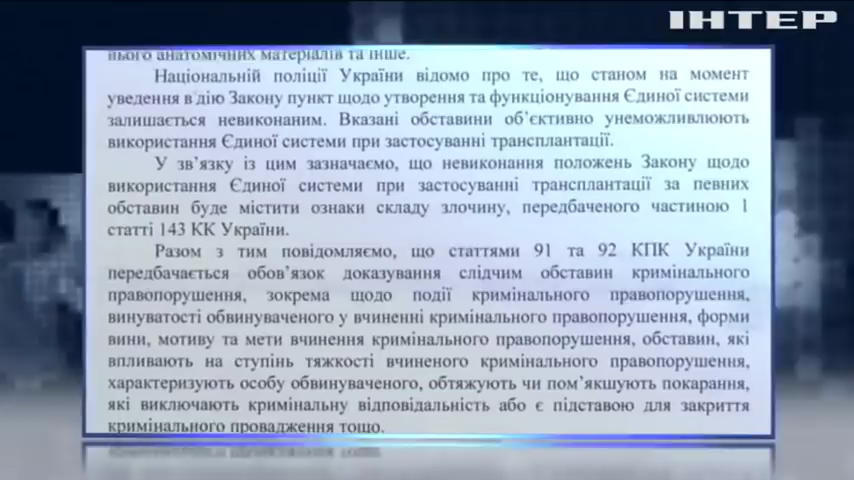 ІНТЕР
нього анатомічних матеріалів та інше.
Національній поліції України відомо про те, що станом на момент
уведення в дію Закону пункт щодо утворення та функціонування Єдиної системи
залишається невиконаним. Вказані обставини об'єктивно унеможливлюють
використання Єдиної системи при застосуванні трансплантації.
У зв'язку із цим зазначаємо, що невиконання положень Закону щодо
використання Єдиної системи при застосуванні трансплантації за певних
обставин буде містити ознаки складу злочину, передбаченого частиною 1
статті 143 КК України.
Разом з тим повідомляємо, що статтями 91 та 92 КПК України
передбачається обов'язок доказування слідчим обставин кримінального
правопорушення, зокрема щодо події кримінального правопорушення,
винуватості обвинуваченого у вчиненні кримінального правопорушення, форми
вини, мотиву та мети вчинення кримінального правопорушення, обставин, які
впливають на ступінь тяжкості вчиненого кримінального правопорушення,
характеризують особу обвинуваченого, обтяжують чи пом'якшують покарання,
які виключають кримінальну відповідальність або є підставою для закриття
кримінального провадження тощо.